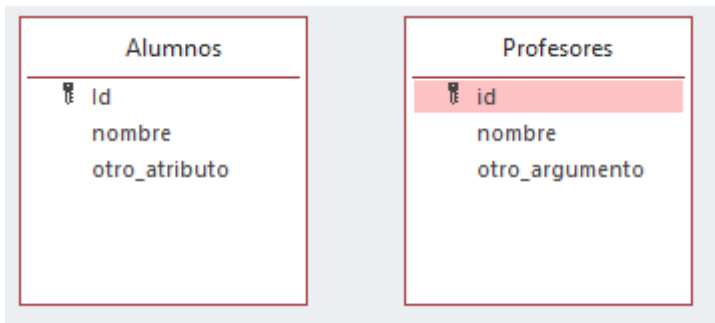 Alumnos
Id
nombre
otro_atributo
Profesores
id
nombre
otro_argumento